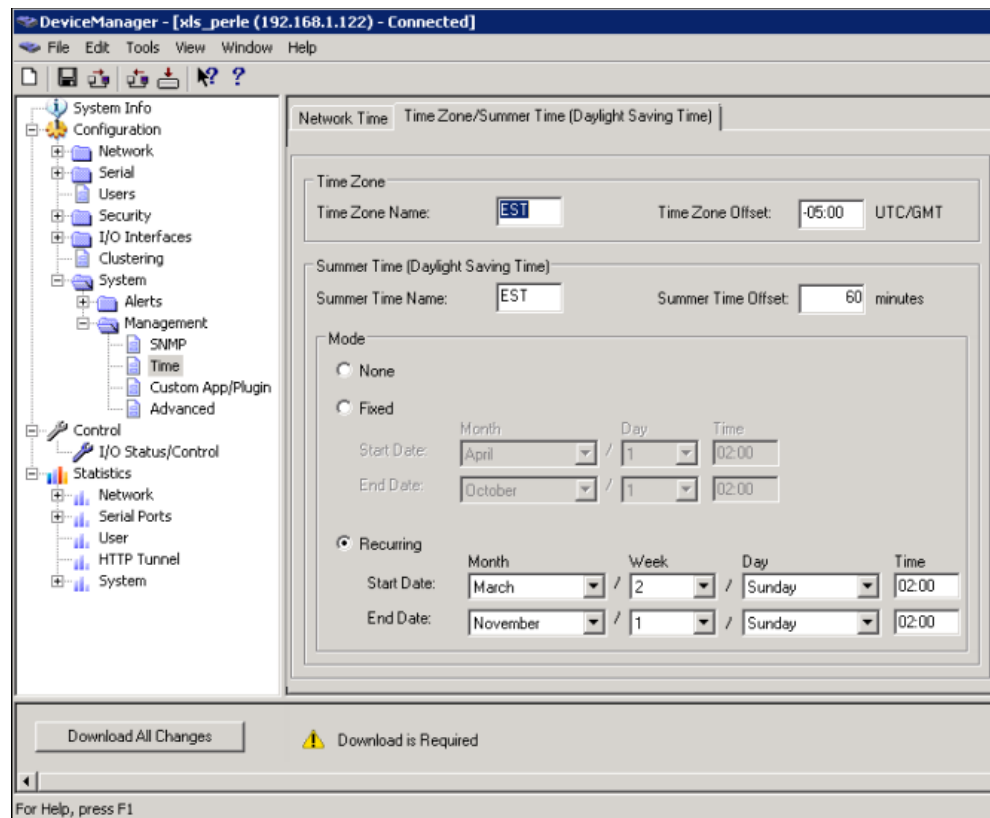 DeviceManager - [xls_perle (192.168.1.122) - Connected]
File Edit Tools View Window Help
System Info
Configuration
Network
Serial
Users
Security
I/O Interfaces
Clustering
System
Alerts
Management
SNMP
Time
Custom App/Plugin
Advanced
Control
I/O Status/Control
Statistics
Network
Serial Ports
User
HTTP Tunnel
System
Network Time Time Zone/Summer Time (Daylight Saving Time)
Time Zone
Time Zone Name: EST Time Zone Offset: -05:00 UTC/GMT
Summer Time (Daylight Saving Time)
Summer Time Name: EST Summer Time Offset: 60 minutes
Mode
None
Fixed
Month Day Time
Start Date: April / 1 02:00
End Date: October / 1 02:00
Recurring
Month Week Day Time
Start Date: March / 2 / Sunday 02:00
End Date: November / 1 / Sunday 02:00
Download All Changes Download is Required
For Help, press F1